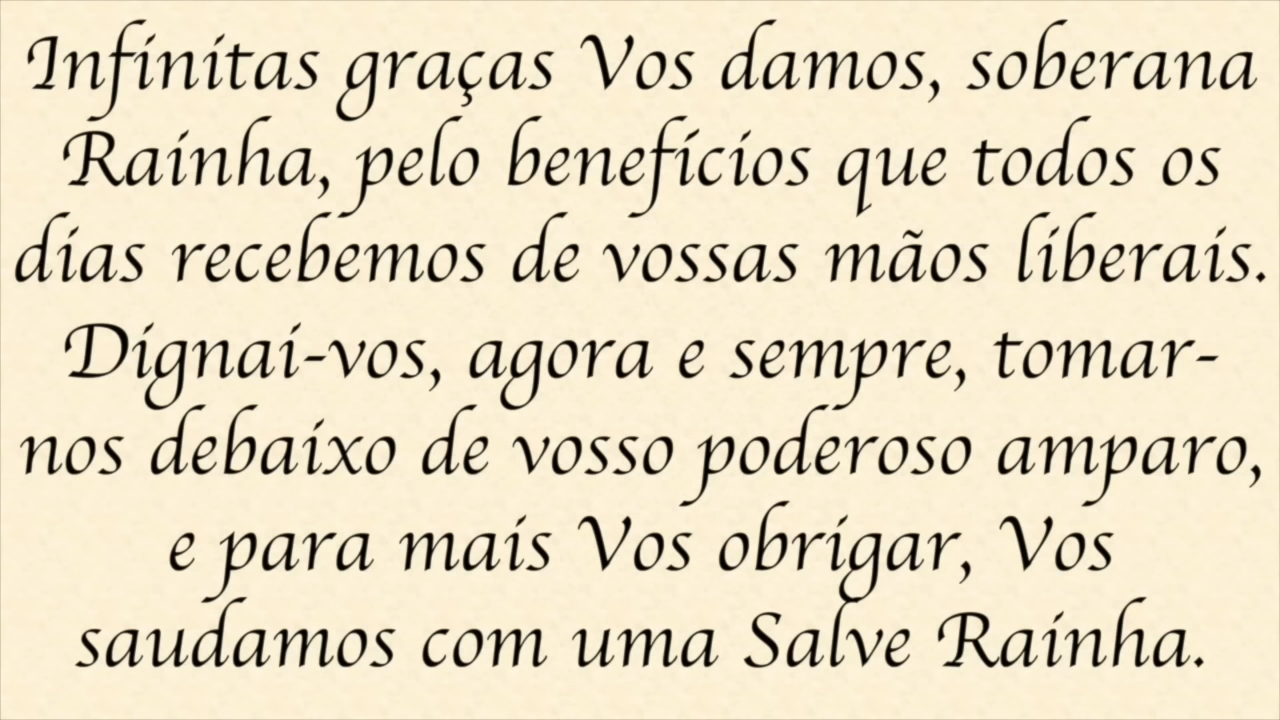 Infinitas graças Vos damos, soberana
Rainha, pelo benefícios que todos os
dias recebemos de vossas mãos liberais.
Dignai-vos, agora e sempre, tomar-
nos debaixo de vosso poderoso amparo,
e para mais Vos obrigar, Vos
saudamos com uma Salve Rainha.